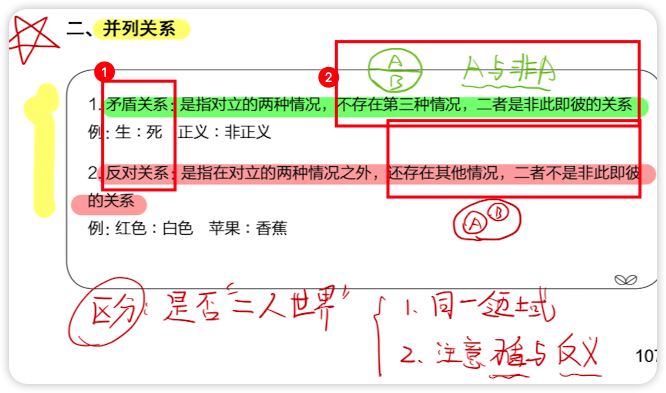 二、并列关系
1
2
A
B
A与非A
1. 矛盾关系：是指对立的两种情况，不存在第三种情况，二者是非此即彼的关系
例：生：死 正义：非正义
2. 反对关系：是指在对立的两种情况之外，还存在其他情况，二者不是非此即彼
的关系
A B
例：红色：白色 苹果：香蕉
区分：是否“二人世界”
1. 同一领域
2. 注意 与反义
107